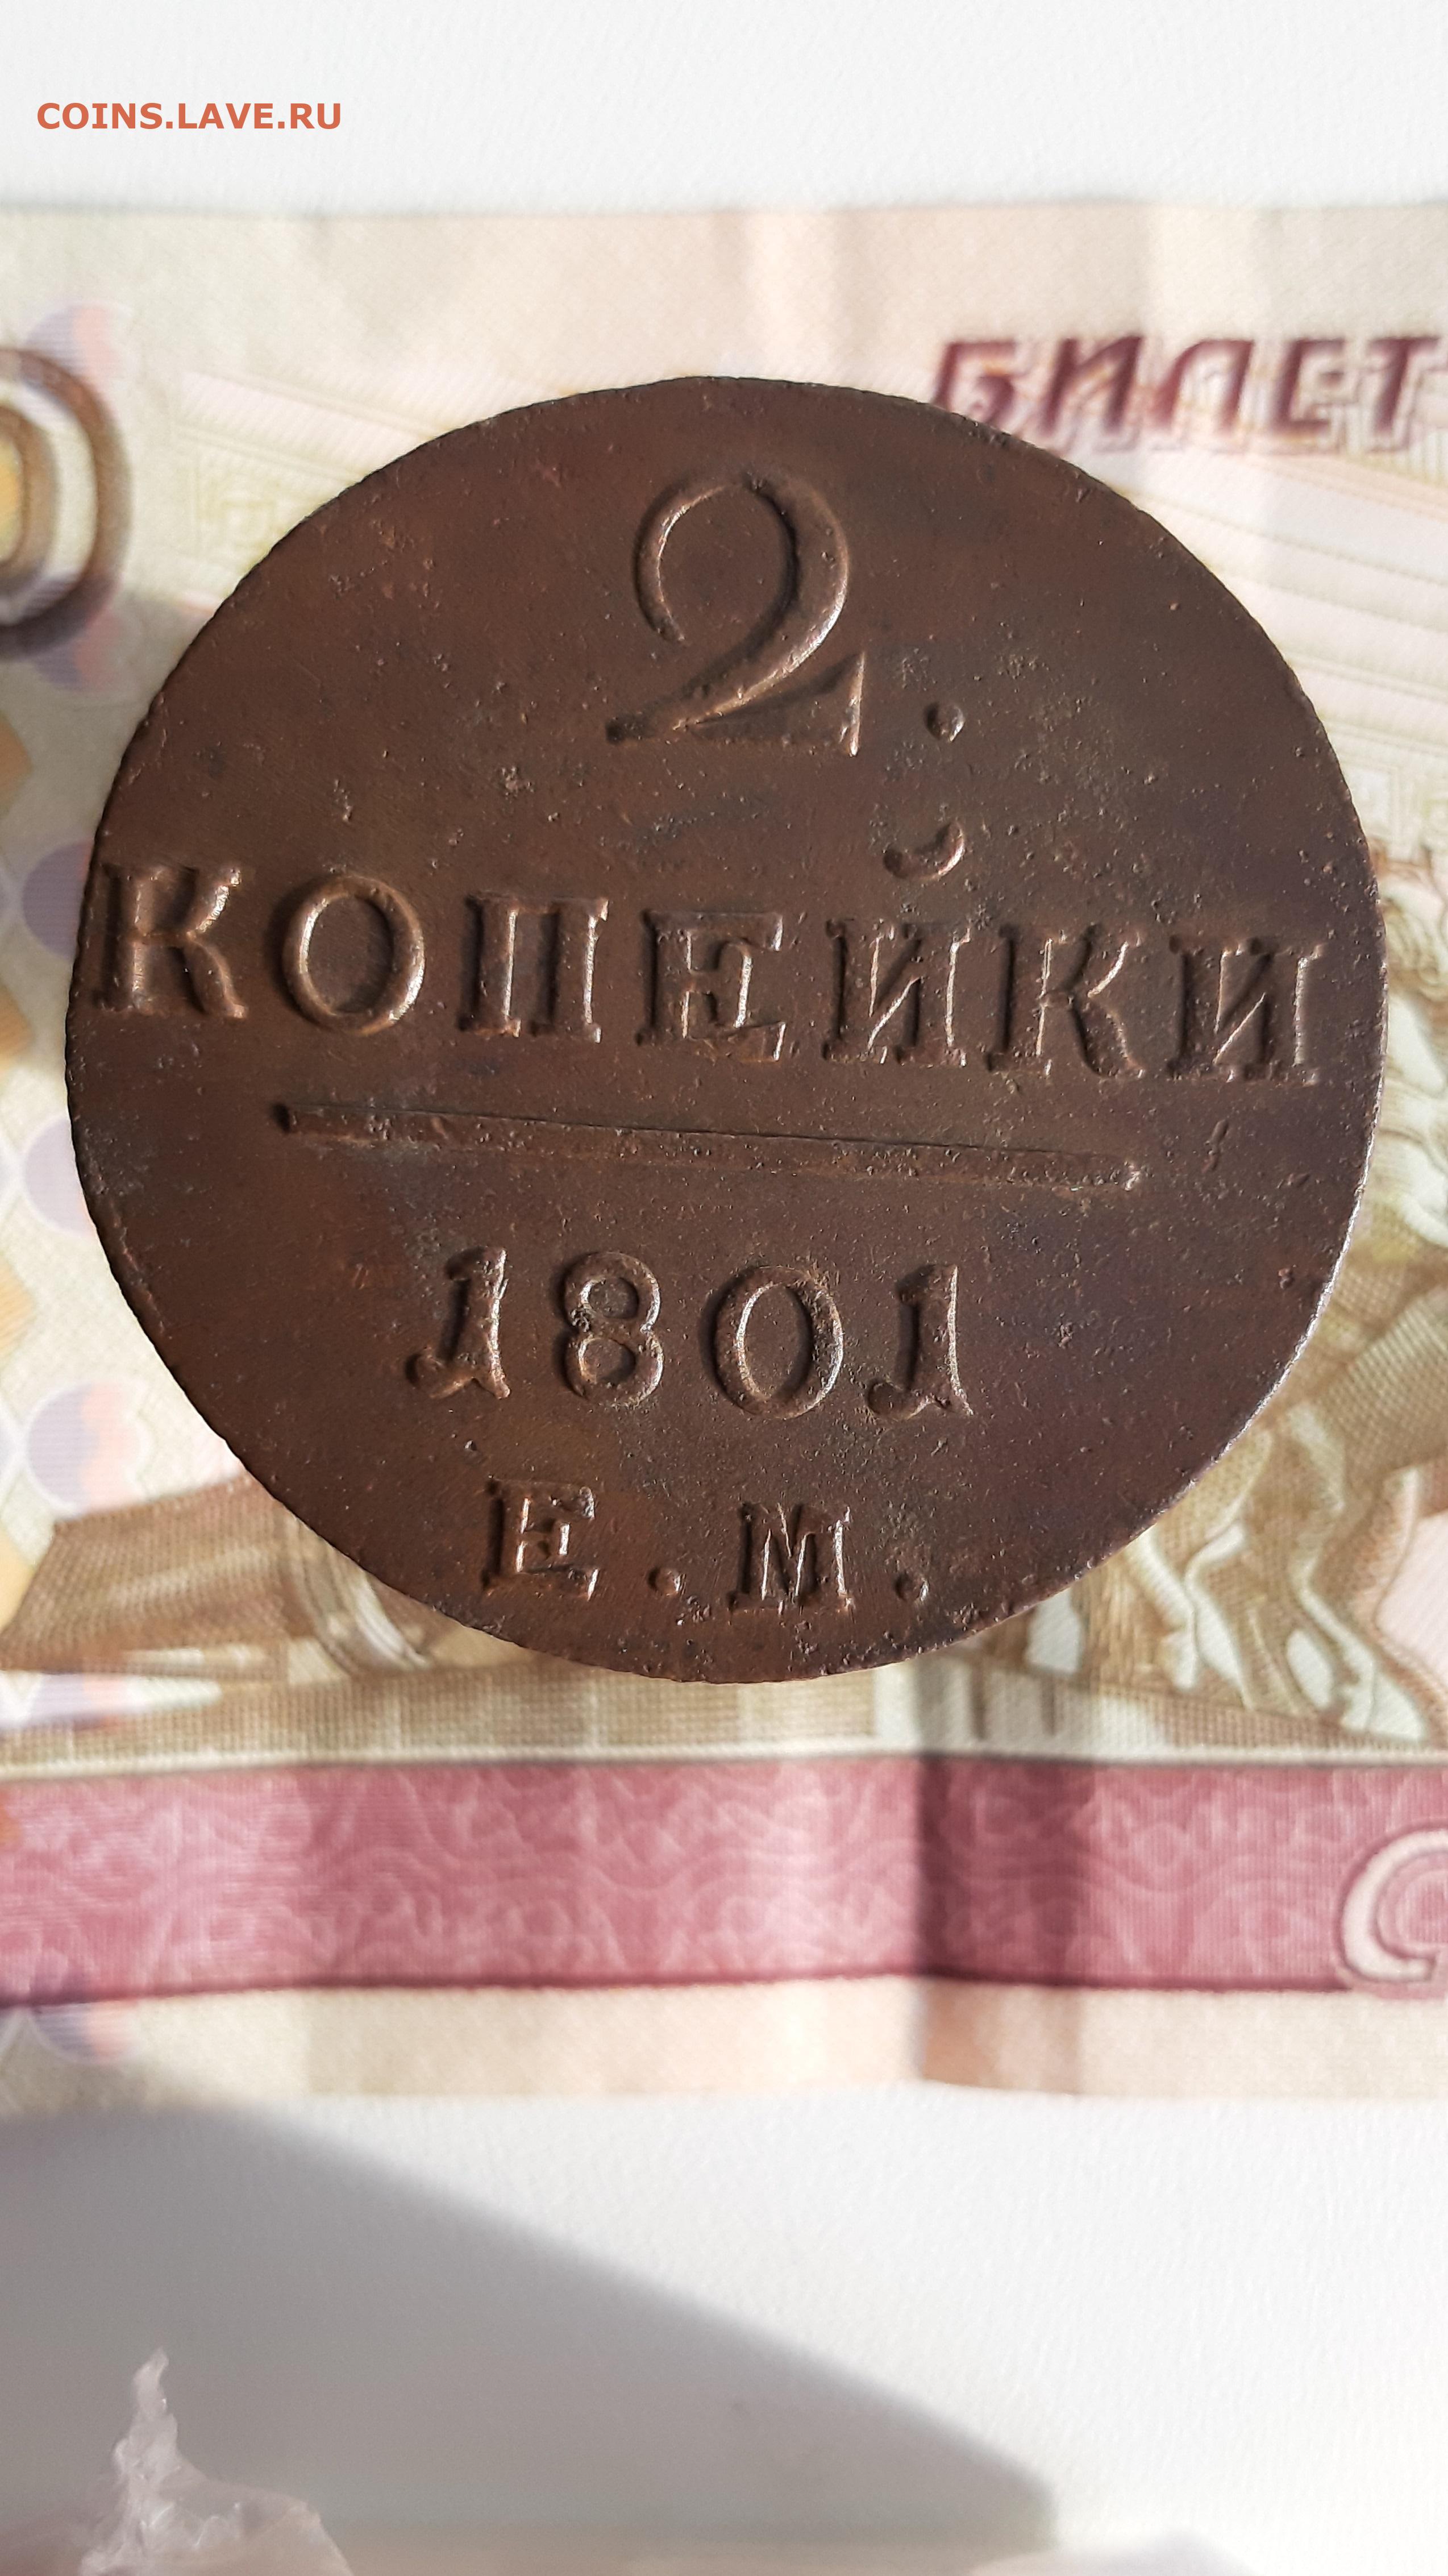 COINS.LAVE.RU
БИЛЕТ
2.
КОПЕЙКИ
1801
Е.М.